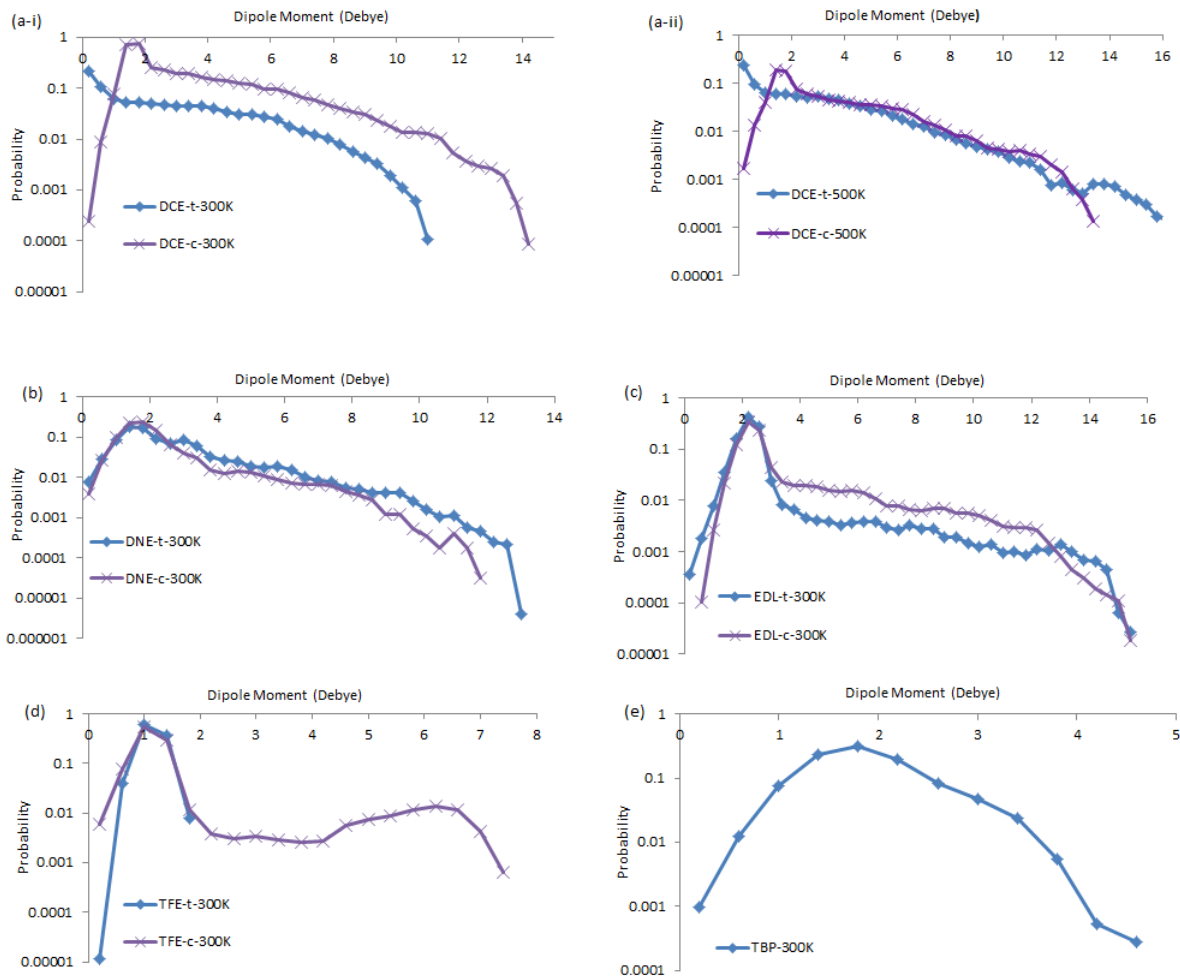 (a-i)
Dipole Moment (Debye)
1
0 2 4 6 8 10 12 14
0.1
0.01
0.001
0.0001
0.00001
Probability
DCE-t-300K
DCE-c-300K
(a-ii)
Dipole Moment (Debye)
1
0 2 4 6 8 10 12 14 16
0.1
0.01
0.001
0.0001
0.00001
Probability
DCE-t-500K
DCE-c-500K
(b)
Dipole Moment (Debye)
1
0 2 4 6 8 10 12 14
0.1
0.01
0.001
0.0001
0.00001
0.000001
Probability
DNE-t-300K
DNE-c-300K
(c)
Dipole Moment (Debye)
1
0 2 4 6 8 10 12 14 16
0.1
0.01
0.001
0.0001
0.00001
Probability
EDL-t-300K
EDL-c-300K
(d)
Dipole Moment (Debye)
1
0 1 2 3 4 5 6 7 8
0.1
0.01
0.001
0.0001
0.00001
Probability
TFE-t-300K
TFE-c-300K
(e)
Dipole Moment (Debye)
1
0 1 2 3 4 5
0.1
0.01
0.001
0.0001
Probability
TBP-300K